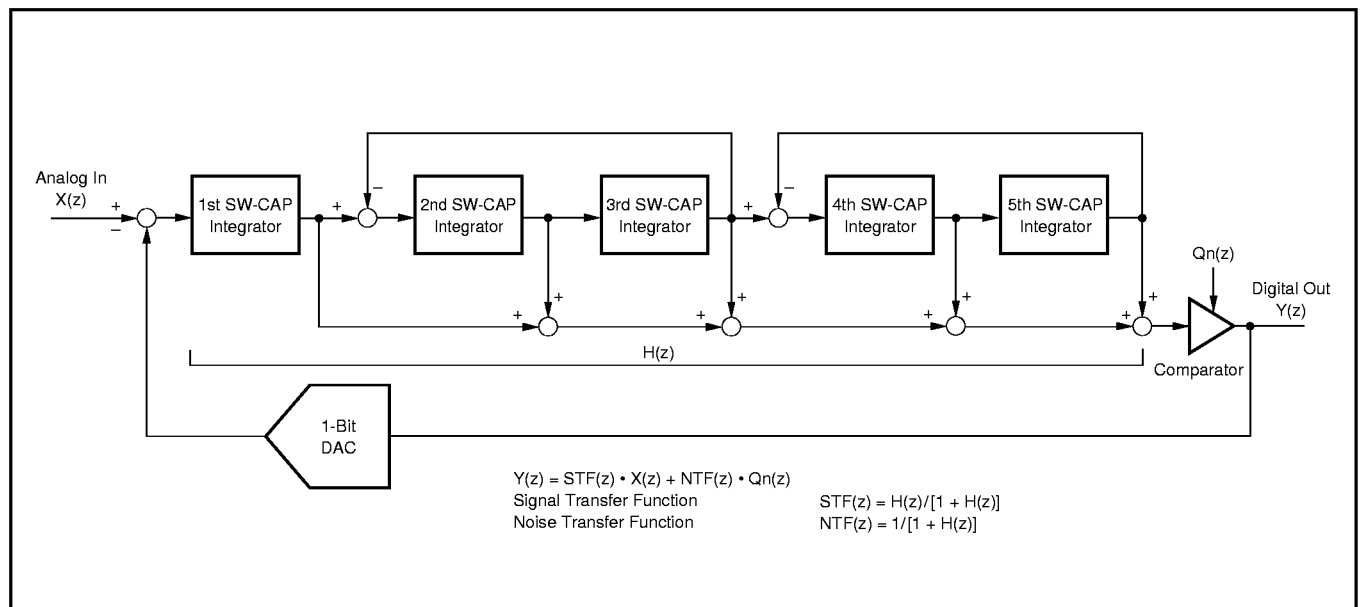 Analog In
X(z)
+
−
1st SW-CAP
Integrator
+
−
2nd SW-CAP
Integrator
3rd SW-CAP
Integrator
+
−
4th SW-CAP
Integrator
5th SW-CAP
Integrator
Qn(z)
Digital Out
Y(z)
+
+
+
+
+
+
+
+
H(z)
Comparator
1-Bit
DAC
Y(z) = STF(z) • X(z) + NTF(z) • Qn(z)
Signal Transfer Function STF(z) = H(z)/[1 + H(z)]
Noise Transfer Function NTF(z) = 1/[1 + H(z)]